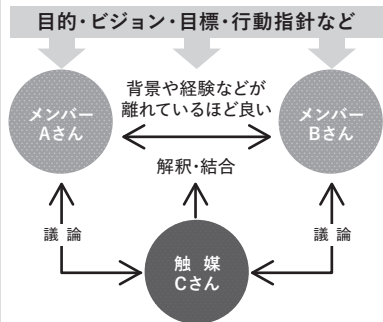 目的・ビジョン・目標・行動指針など
背景や経験などが
離れているほど良い
メンバー
Aさん
メンバー
Bさん
解釈・結合
議論
議論
触媒
Cさん